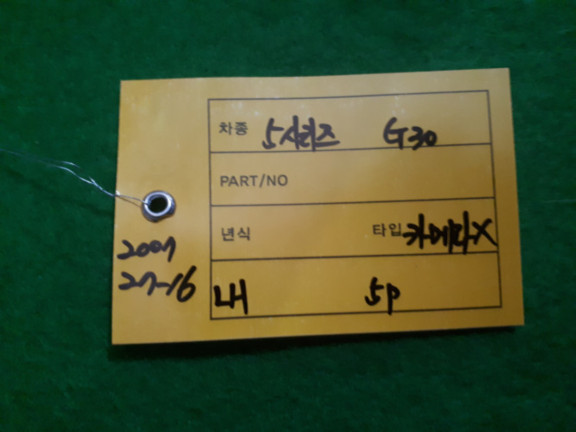 차종 5시리즈 G30
PART/NO
년식 타입 카메라X
내 5P
2007
27-16